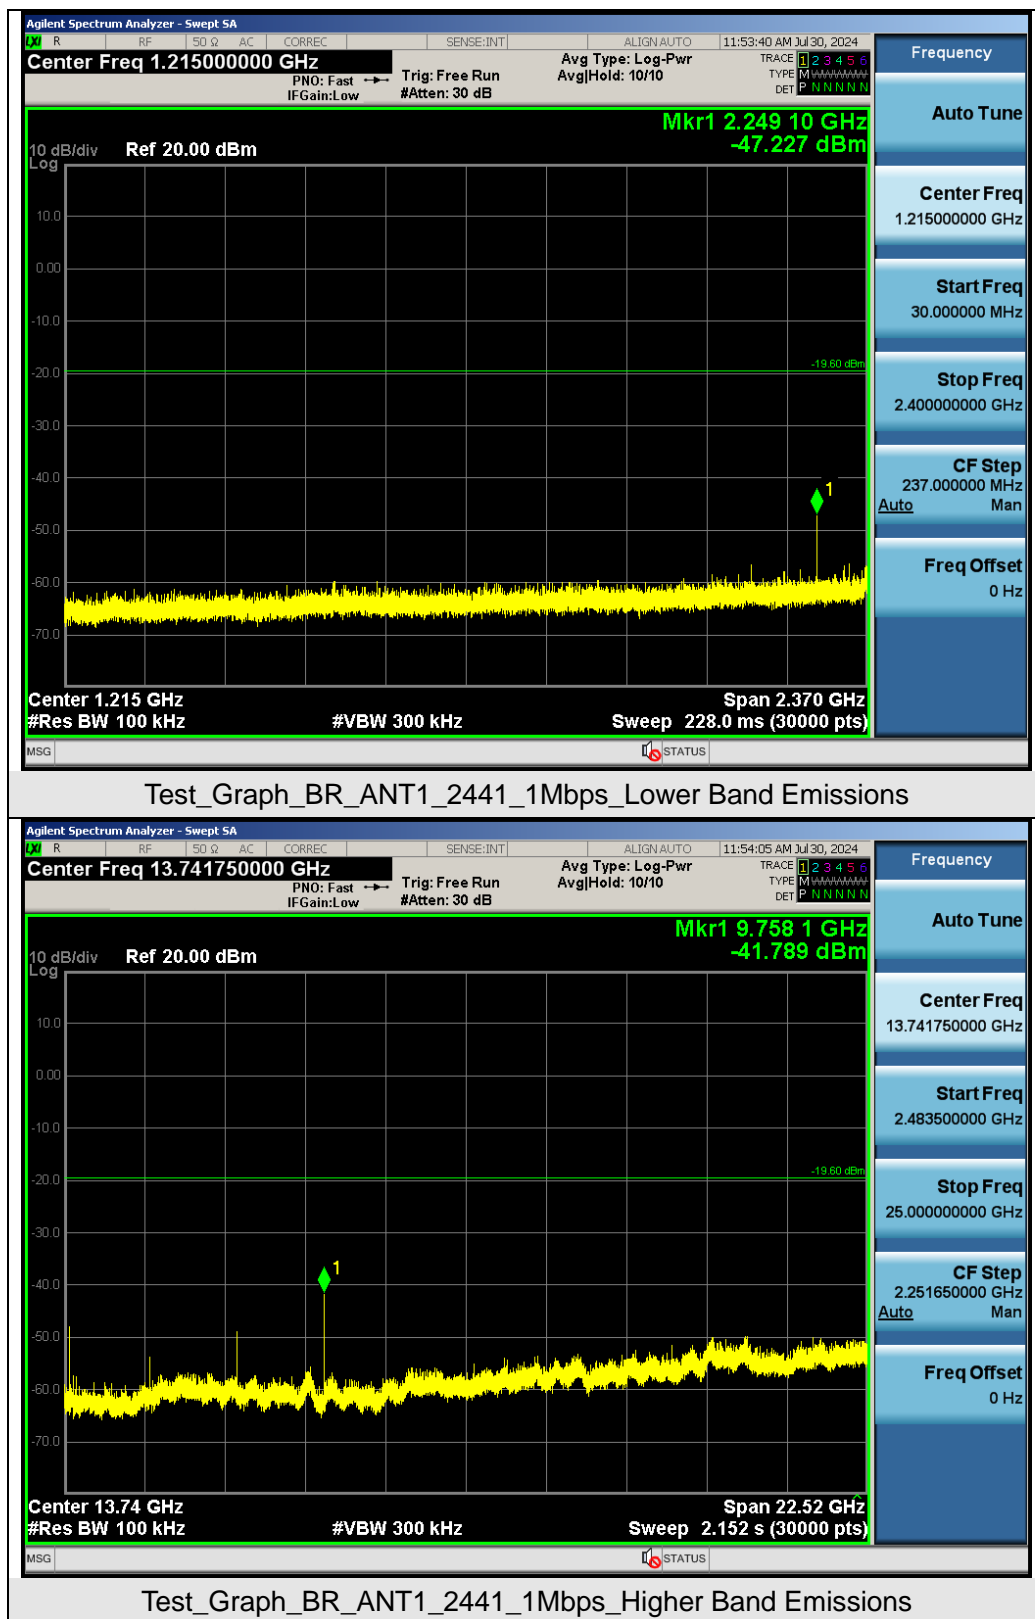 Agilent Spectrum Analyzer - Swept SA
LXI R RF 50 Ω AC CORREC SENSE:INT ALIGN AUTO 11:53:40 AM Jul 30, 2024
Center Freq 1.215000000 GHz
PNO: Fast
IFGain:Low
Trig: Free Run
#Atten: 30 dB
Avg Type: Log-Pwr
Avg|Hold: 10/10
TRACE 1 2 3 4 5 6
TYPE M W W W W W
DET P N N N N N
Mkr1 2.249 10 GHz
-47.227 dBm
10 dB/div Ref 20.00 dBm
Log
10.0
0.00
-10.0
-19.60 dBm
-20.0
-30.0
-40.0
1
-50.0
-60.0
-70.0
Center 1.215 GHz Span 2.370 GHz
#Res BW 100 kHz #VBW 300 kHz Sweep 228.0 ms (30000 pts)
MSG STATUS
Frequency
Auto Tune
Center Freq
1.215000000 GHz
Start Freq
30.000000 MHz
Stop Freq
2.400000000 GHz
CF Step
237.000000 MHz
Auto Man
Freq Offset
0 Hz
Test_Graph_BR_ANT1_2441_1Mbps_Lower Band Emissions
Agilent Spectrum Analyzer - Swept SA
LXI R RF 50 Ω AC CORREC SENSE:INT ALIGN AUTO 11:54:05 AM Jul 30, 2024
Center Freq 13.741750000 GHz
PNO: Fast
IFGain:Low
Trig: Free Run
#Atten: 30 dB
Avg Type: Log-Pwr
Avg|Hold: 10/10
TRACE 1 2 3 4 5 6
TYPE M W W W W W
DET P N N N N N
Mkr1 9.758 1 GHz
-41.789 dBm
10 dB/div Ref 20.00 dBm
Log
10.0
0.00
-10.0
-19.60 dBm
-20.0
-30.0
1
-40.0
-50.0
-60.0
-70.0
Center 13.74 GHz Span 22.52 GHz
#Res BW 100 kHz #VBW 300 kHz Sweep 2.152 s (30000 pts)
MSG STATUS
Frequency
Auto Tune
Center Freq
13.741750000 GHz
Start Freq
2.483500000 GHz
Stop Freq
25.000000000 GHz
CF Step
2.251650000 GHz
Auto Man
Freq Offset
0 Hz
Test_Graph_BR_ANT1_2441_1Mbps_Higher Band Emissions